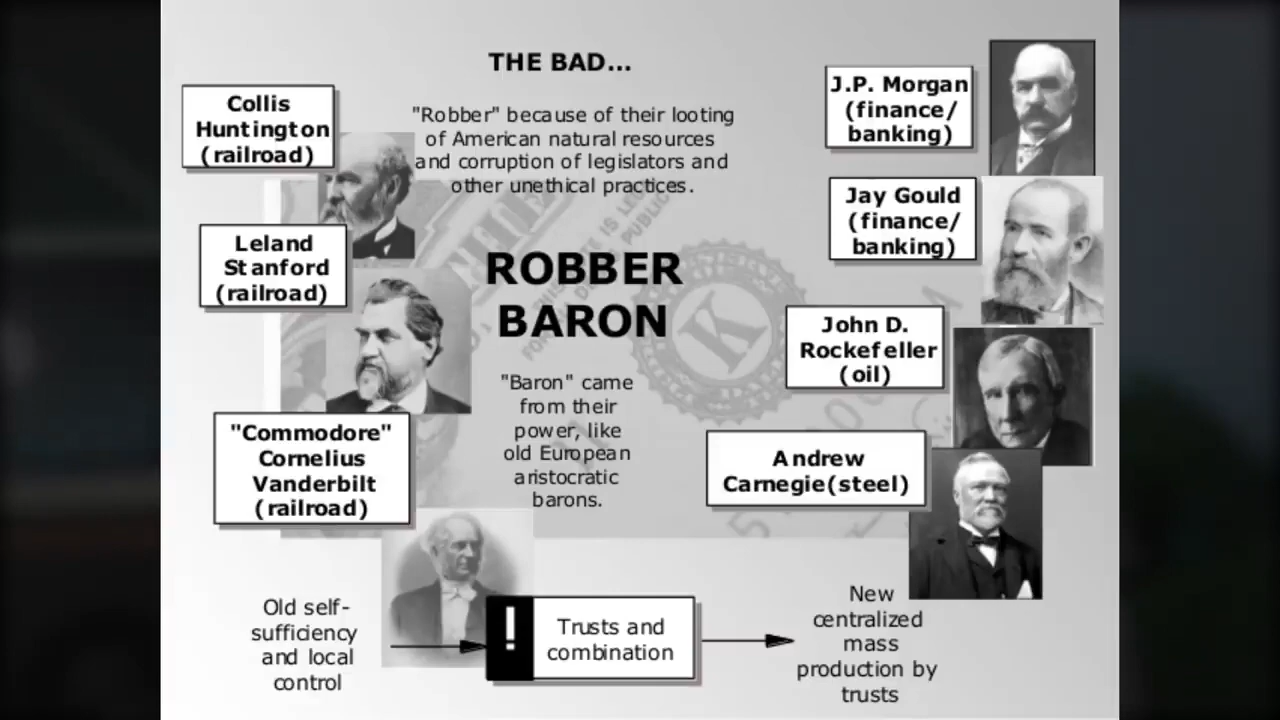 THE BAD...
"Robber" because of their looting
of American natural resources
and corruption of legislators and
other unethical practices.
Collis
Huntington
(railroad)
Leland
Stanford
(railroad)
"Commodore"
Cornelius
Vanderbilt
(railroad)
ROBBER
BARON
"Baron" came
from their
power, like
old European
aristocratic
barons.
J.P. Morgan
(finance/
banking)
Jay Gould
(finance/
banking)
John D.
Rockefeller
(oil)
Andrew
Carnegie(steel)
Old self-
sufficiency
and local
control
!
Trusts and
combination
New
centralized
mass
production by
trusts
K